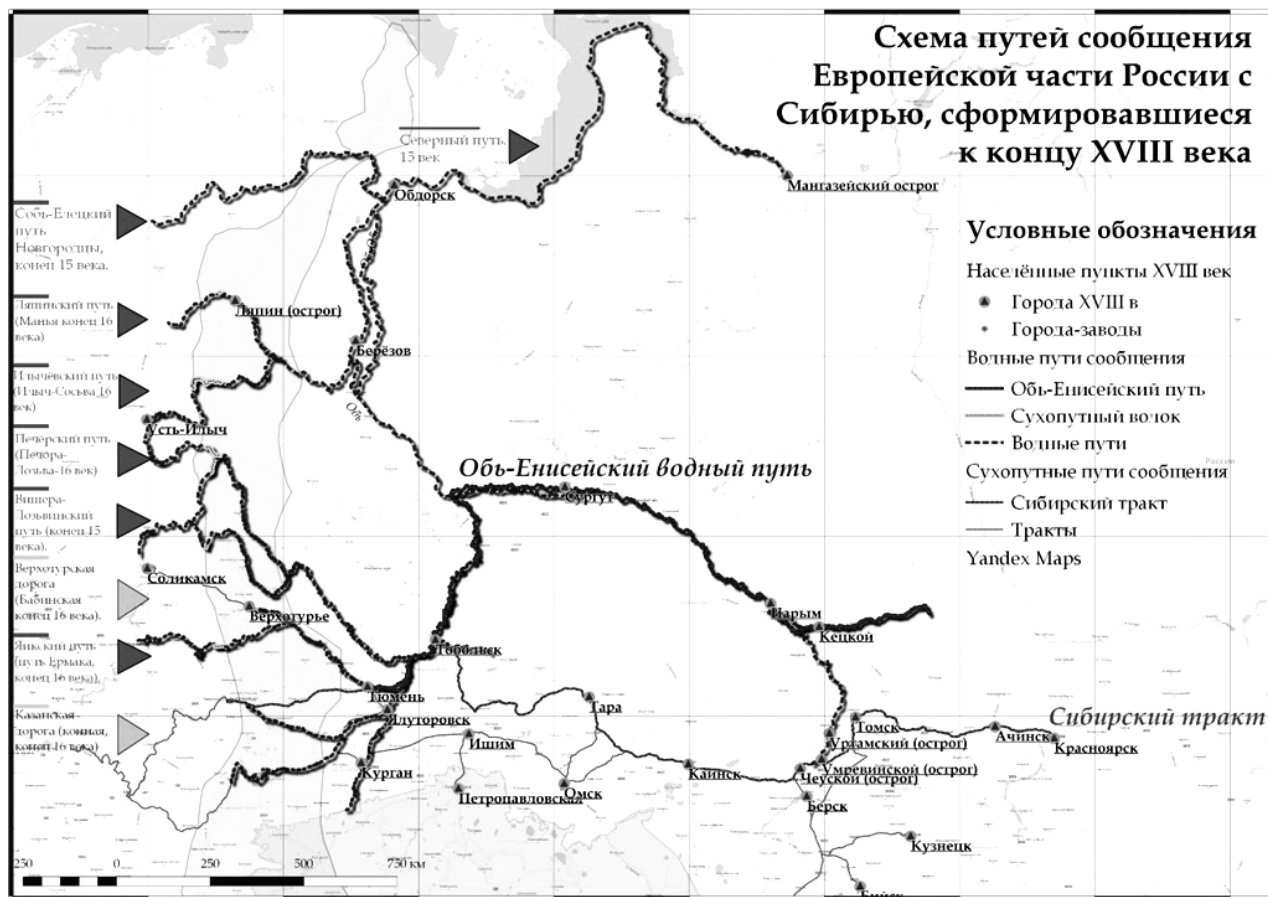 Схема путей сообщения
Европейской части России с
Сибирью, сформировавшиеся
к концу XVIII века
Северный путь,
15 век
Мангазейский острог
Обдорск
Собь-Елецкий
путь
Новгородцы,
конец 15 века.
Условные обозначения
Населённые пункты XVIII век
Города XVIII в
Города-заводы
Водные пути сообщения
Обь-Енисейский путь
Сухопутный волок
Водные пути
Сухопутные пути сообщения
Сибирский тракт
Тракты
Yandex Maps
Ляпинский путь
(Манья конец 16
века)
Ляпин (острог)
Берёзов
Обь
Илычёвский путь
(Илыч-Сосьва 16
век)
Усть-Илыч
Печёрский путь
(Печора-
Лозьва-16 век)
Обь-Енисейский водный путь
Россия
Сургут
Вишера-
Лозьвинский
путь (конец 15
века).
Соликамск
Верхотурская
дорога
(Бабинская
конец 16 века).
Верхотурье
Нарым
Кецкой
Яикский путь
(путь Ермака,
конец 16 века)
Тобольск
Тюмень
Ялуторовск
Тара
Казанская
дорога (конная,
конец 16 века)
Томск
Ачинск
Сибирский тракт
Красноярск
Ишим
Уртамский (острог)
Курган
Каинск
Умревинской (острог)
Чеуской (острог)
Петропавловская
Омск
Берск
Кузнецк
Бийск
250 0 250 500 750 км